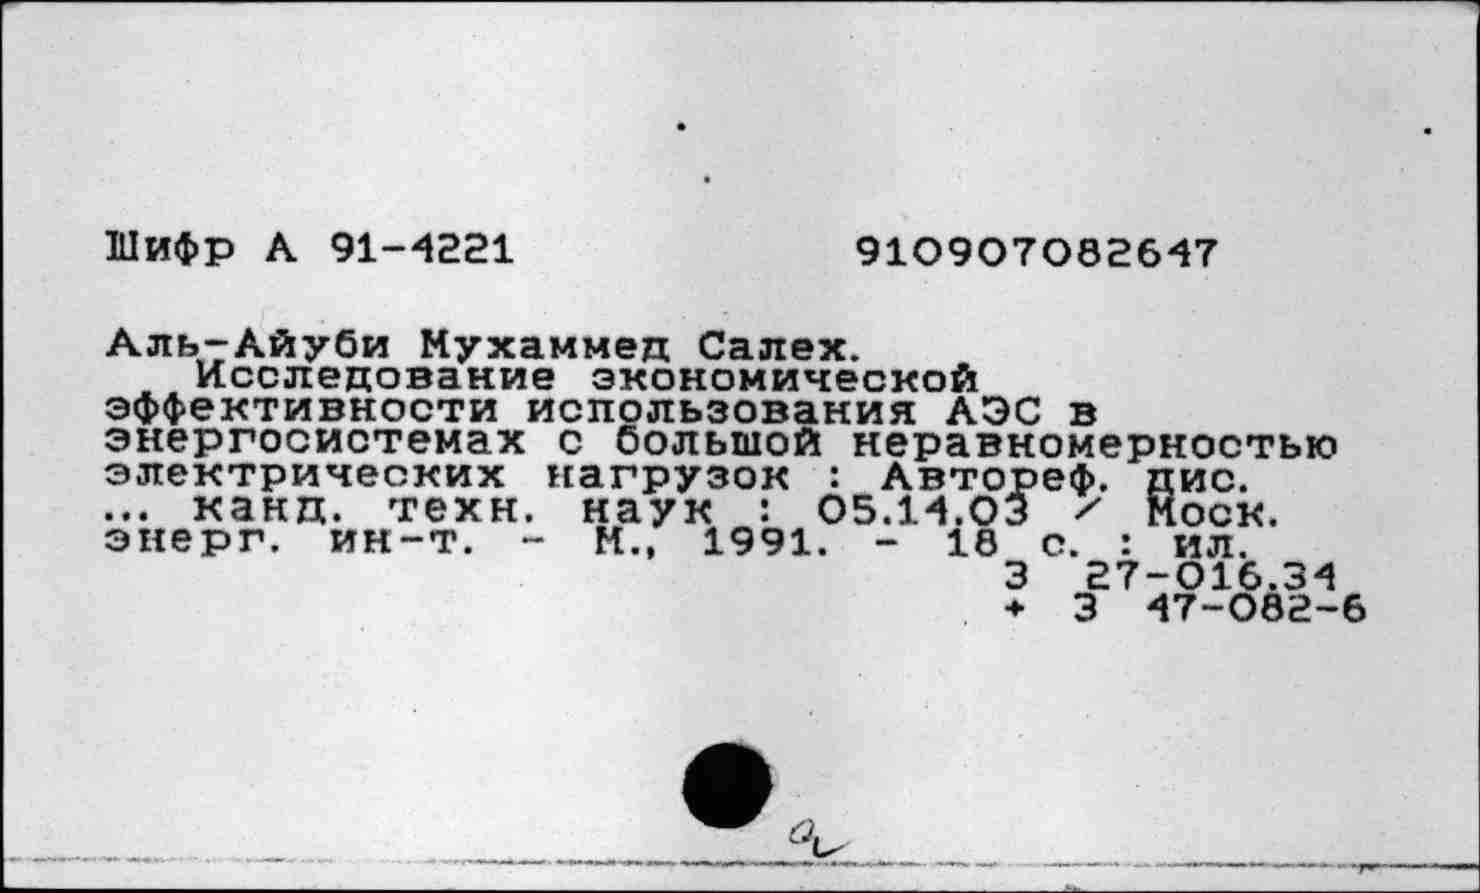 Шифр А 91-4221 910907082647
Аль-Айуби Мухаммед Салех.
Исследование экономической
эффективности использования АЭС в
энергосистемах с большой неравномерностью
электрических нагрузок : Автореф. дис.
... канд. техн. наук : 05.14.03 / Моск.
энерг. ин-т. - М., 1991. - 18 с. : ил.
З 27-016.34
+ З 47-082-6